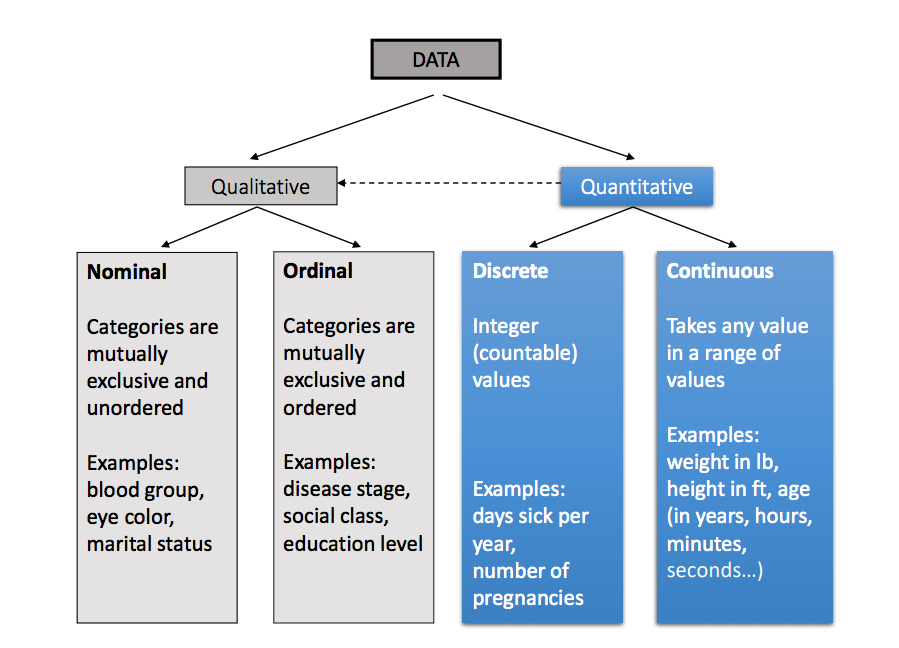 DATA
Qualitative
Quantitative
Nominal
Categories are
mutually
exclusive and
unordered
Examples:
blood group,
eye color,
marital status
Ordinal
Categories are
mutually
exclusive and
ordered
Examples:
disease stage,
social class,
education level
Discrete
Integer
(countable)
values
Examples:
days sick per
year,
number of
pregnancies
Continuous
Takes any value
in a range of
values
Examples:
weight in lb,
height in ft, age
(in years, hours,
minutes,
seconds...)